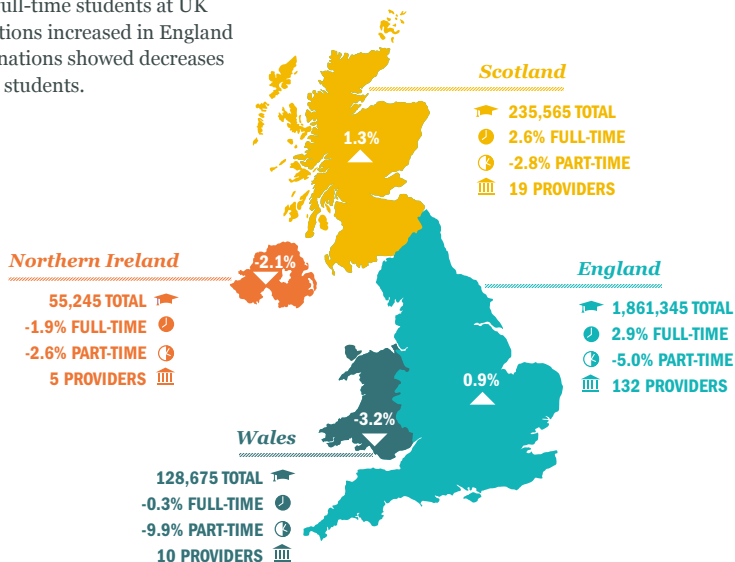 full-time students at UK
increased in England
nations showed decreases
students.
Scotland
235,565 TOTAL
2.6% FULL-TIME
-2.8% PART-TIME
19 PROVIDERS
1.3%
Northern Ireland
55,245 TOTAL
-1.9% FULL-TIME
-2.6% PART-TIME
5 PROVIDERS
-2.1%
England
1,861,345 TOTAL
2.9% FULL-TIME
-5.0% PART-TIME
132 PROVIDERS
0.9%
-3.2%
Wales
128,675 TOTAL
-0.3% FULL-TIME
-9.9% PART-TIME
10 PROVIDERS